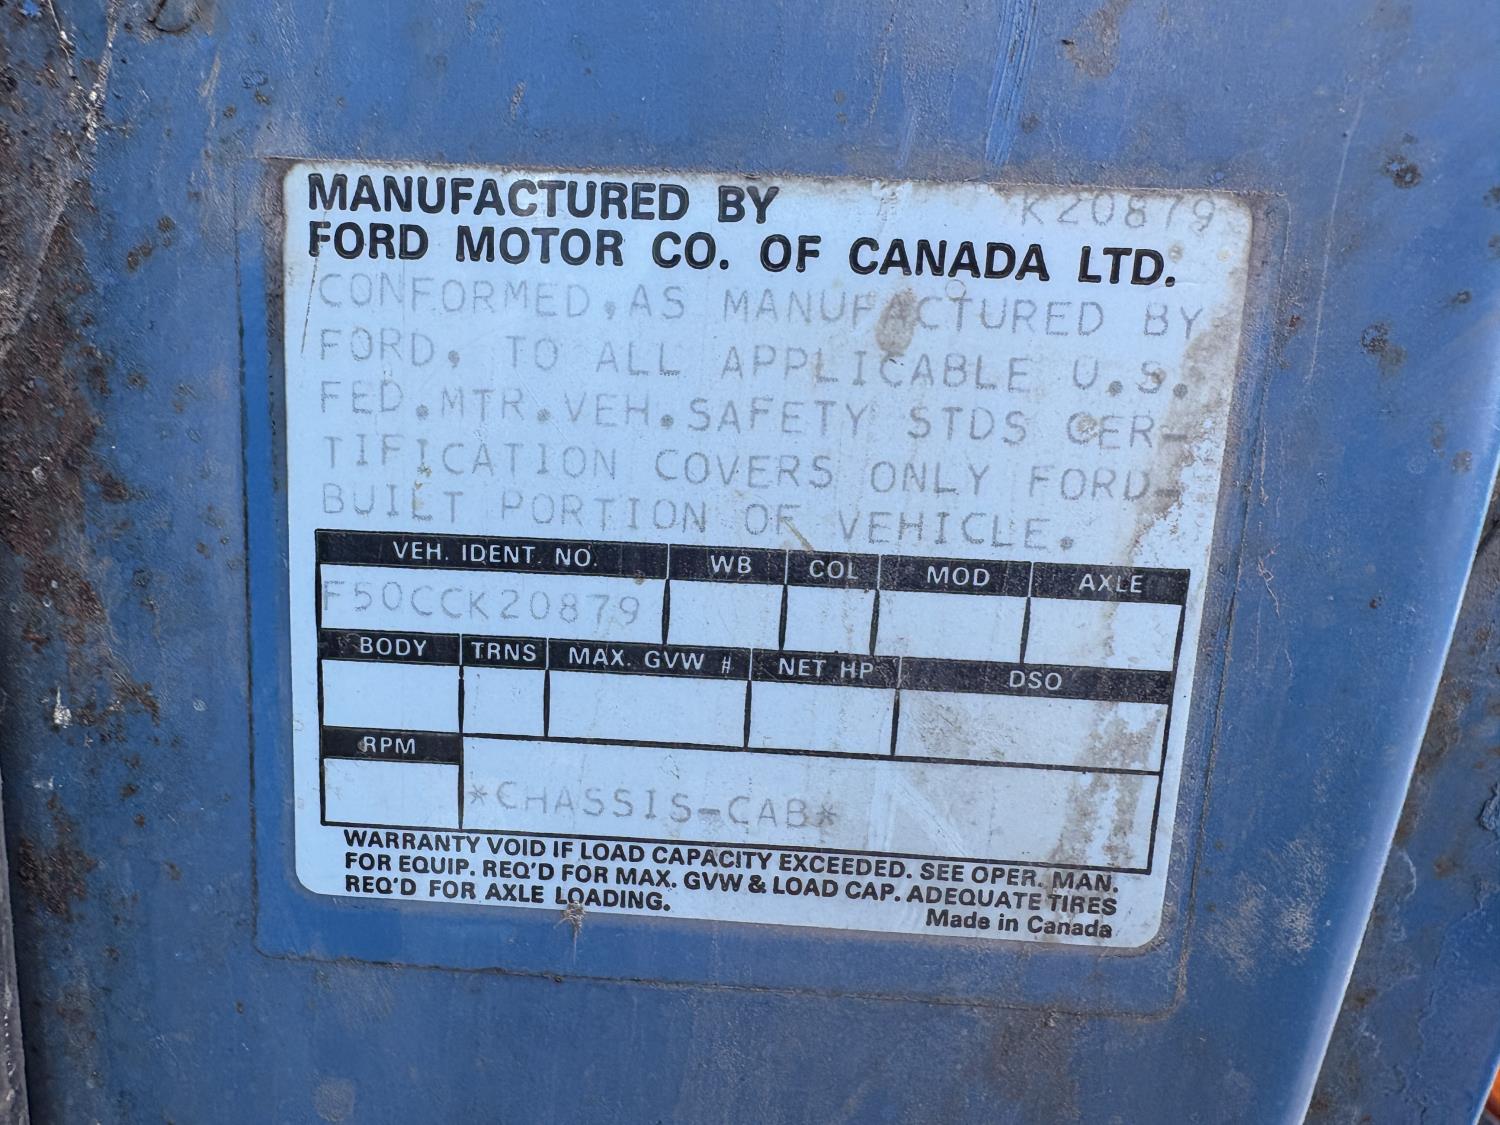 MANUFACTURED BY K20879
FORD MOTOR CO. OF CANADA LTD.
CONFORMED,AS MANUFACTURED BY
FORD, TO ALL APPLICABLE U.S.
FED.MTR.VEH.SAFETY STDS CER-
TIFICATION COVERS ONLY FORD-
BUILT PORTION OF VEHICLE.
VEH. IDENT. NO. WB COL MOD AXLE
F50CCK20879
BODY TRNS MAX. GVW # NET HP DSO
RPM
*CHASSIS-CAB*
WARRANTY VOID IF LOAD CAPACITY EXCEEDED. SEE OPER. MAN.
FOR EQUIP. REQ'D FOR MAX. GVW & LOAD CAP. ADEQUATE TIRES
REQ'D FOR AXLE LOADING.
Made in Canada